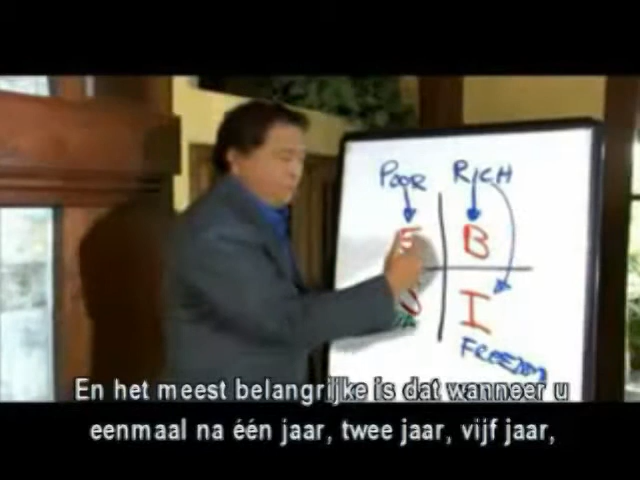 POOR RICH
E B
I
FREEDOM
En het meest belangrijke is dat wanneer u
eenmaal na één jaar, twee jaar, vijf jaar,